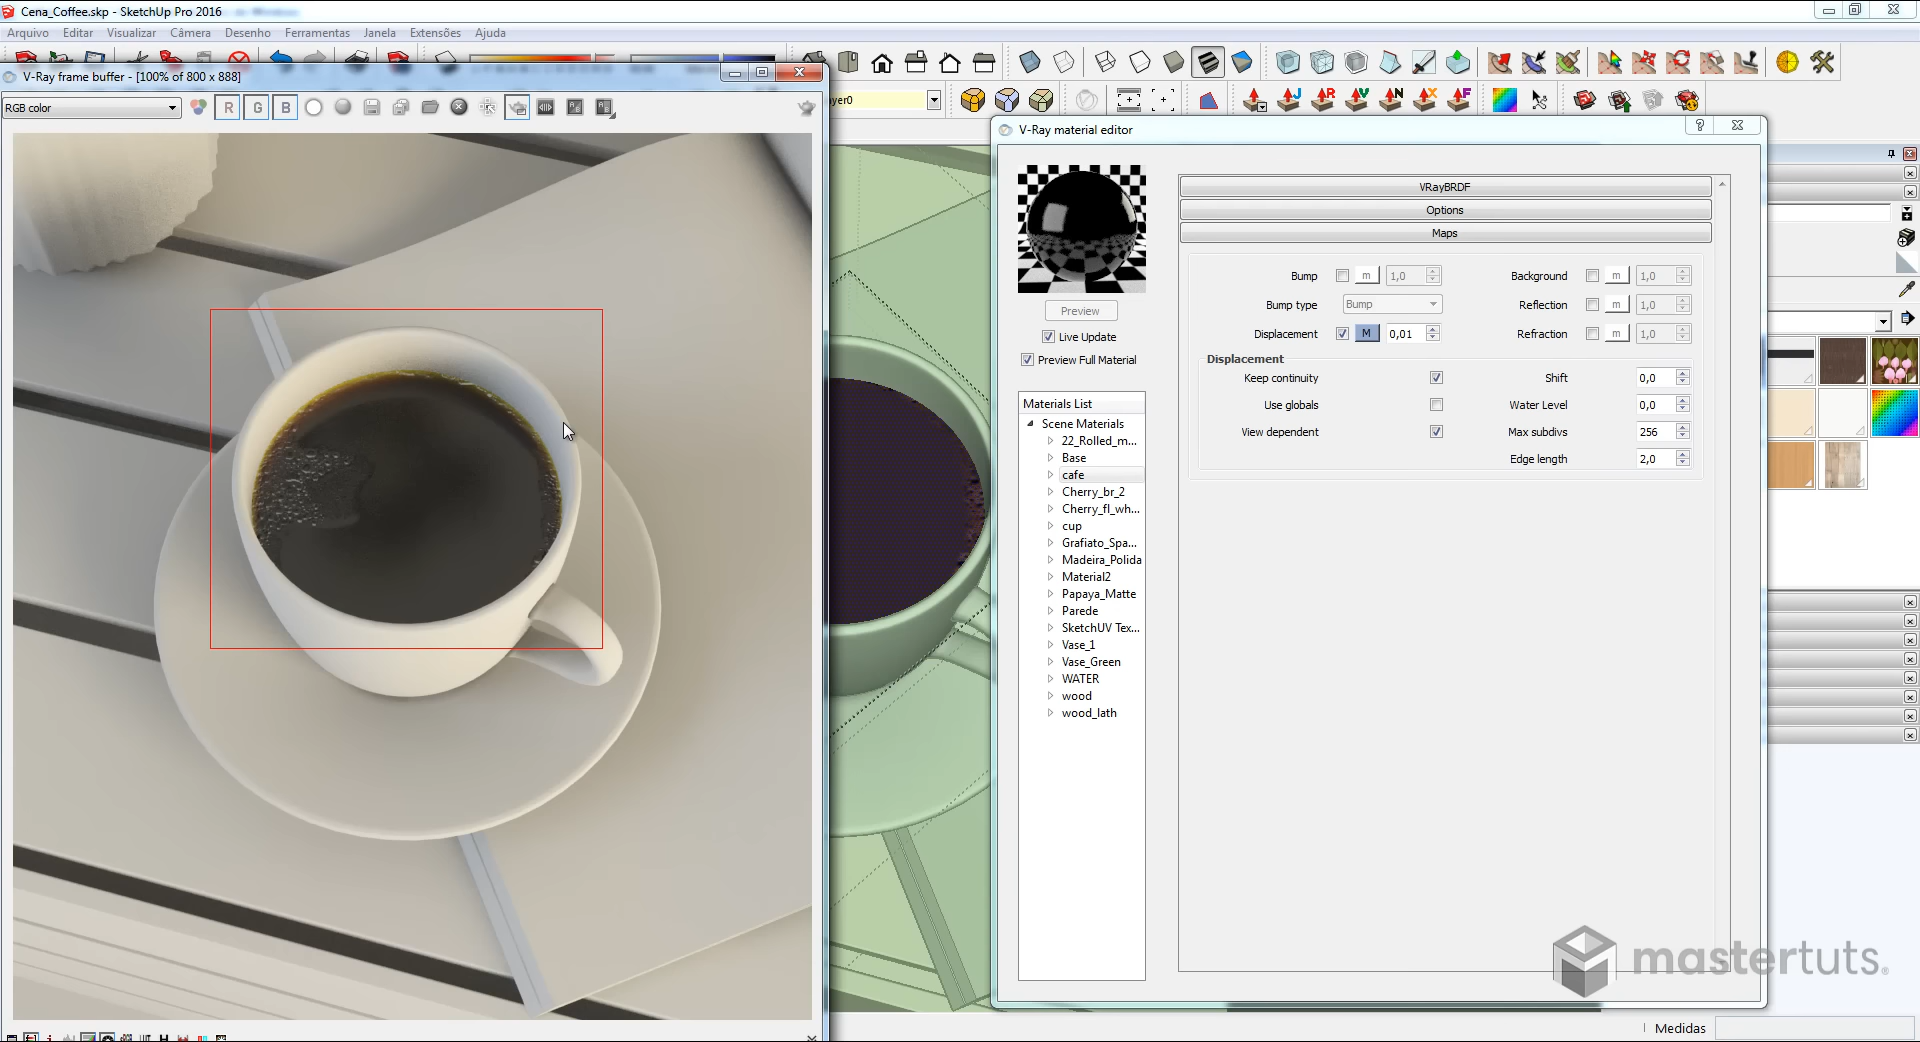 Cena_Coffee.skp - SketchUp Pro 2016
Arquivo Editar Visualizar Câmera Desenho Ferramentas Janela Extensões Ajuda
V-Ray frame buffer - [100% of 800 x 888]
RGB color
R G B
yer0
J R V N X F
V-Ray material editor
?
VRayBRDF
Options
Maps
Preview
Live Update
Preview Full Material
Bump m 1,0
Background m 1,0
Bump type Bump
Reflection m 1,0
Displacement M 0,01
Refraction m 1,0
Displacement
Keep continuity
Shift 0,0
Use globals
Water Level 0,0
View dependent
Max subdivs 256
Edge length 2,0
Materials List
Scene Materials
22_Rolled_m...
Base
cafe
Cherry_br_2
Cherry_fl_wh...
cup
Grafiato_Spa...
Madeira_Polida
Material2
Papaya_Matte
Parede
SketchUV Tex...
Vase_1
Vase_Green
WATER
wood
wood_lath
mastertuts®
Medidas